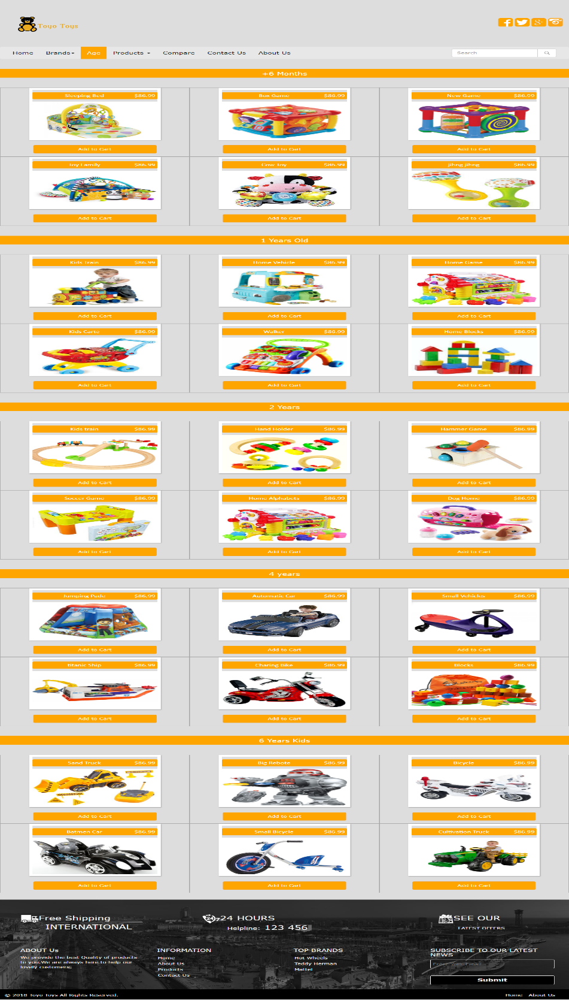 Toyo Toys
Home Brands Age Products Compare Contact Us About Us Search
+6 Months
Sleeping Bed $86.99 Box Game $86.99 New Game $86.99
Add to Cart Add to Cart Add to Cart
Toy Family $86.99 Cow Toy $86.99 jihng jihng $86.99
Add to Cart Add to Cart Add to Cart
1 Years Old
Kids Train $86.99 Home Vehicle $86.99 Home Game $86.99
Add to Cart Add to Cart Add to Cart
Kids Carte $86.99 Walker $86.99 Home Blocks $86.99
Add to Cart Add to Cart Add to Cart
2 Years
Kids train $86.99 Hand Holder $86.99 Hammer Game $86.99
Add to Cart Add to Cart Add to Cart
Soccer Game $86.99 Home Alphabets $86.99 Dog Home $86.99
Add to Cart Add to Cart Add to Cart
4 years
Jumping Pade $86.99 Automatic Car $86.99 Small Vehicles $86.99
Add to Cart Add to Cart Add to Cart
titanic Ship $86.99 Charing Bike $86.99 Blocks $86.99
Add to Cart Add to Cart Add to Cart
6 Years Kids
Sand Truck $86.99 Big Rebote $86.99 Bicycle $86.99
Add to Cart Add to Cart Add to Cart
Batmen Car $86.99 Small Bicycle $86.99 Cultivation Truck $86.99
Add to Cart Add to Cart Add to Cart
Free Shipping
INTERNATIONAL
24/7 24 HOURS
Helpline: 123 456
SEE OUR
LATEST OFFERS
ABOUT Us
We provide the best Quality of products
to you.We are always here to help our
lovely customers.
INFORMATION
Home
About Us
Products
Contact Us
TOP BRANDS
Hot Wheels
Teddy Herman
Mattel
SUBSCRIBE TO OUR LATEST
NEWS
Enter your Email
Submit
© 2018 Toyo Toys All Rights Reserved. Home About Us